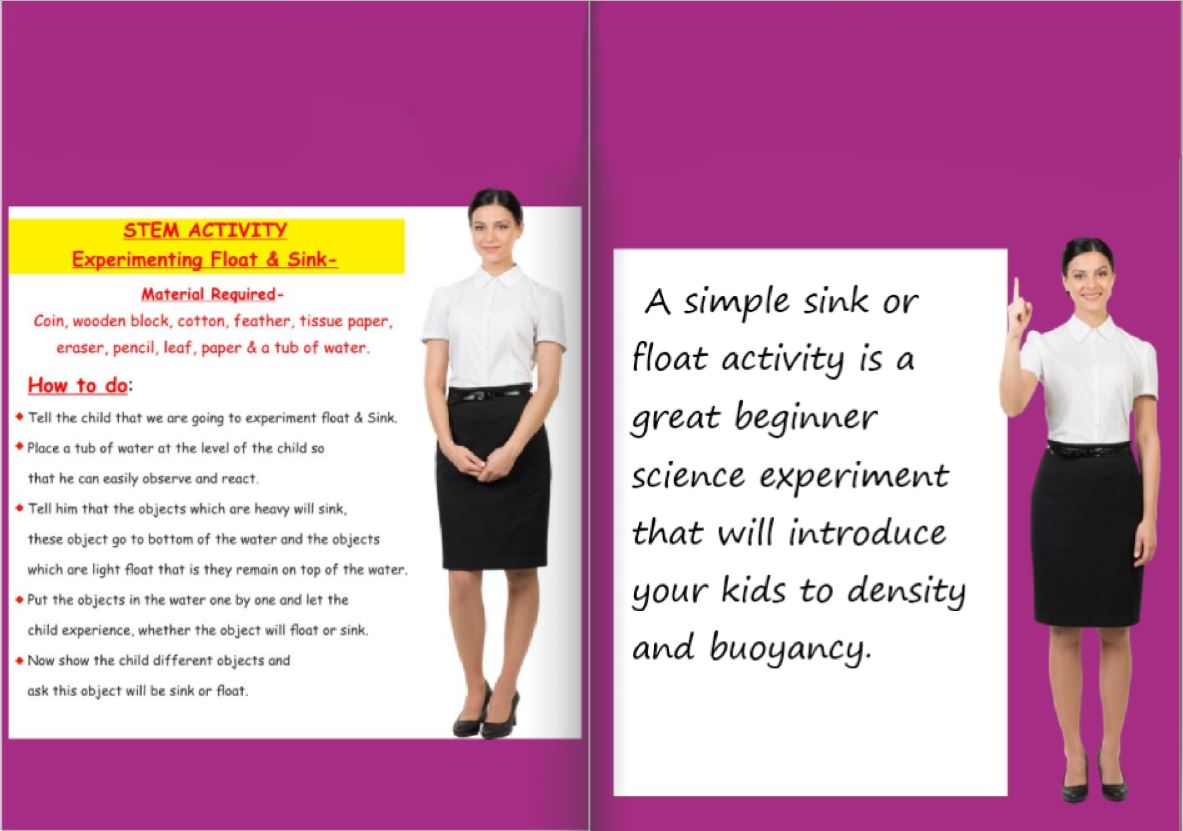 STEM ACTIVITY
Experimenting Float & Sink-
Material Required-
Coin, wooden block, cotton, feather, tissue paper,
eraser, pencil, leaf, paper & a tub of water.
How to do:
Tell the child that we are going to experiment float & Sink.
Place a tub of water at the level of the child so
that he can easily observe and react.
Tell him that the objects which are heavy will sink,
these object go to bottom of the water and the objects
which are light float that is they remain on top of the water.
Put the objects in the water one by one and let the
child experience, whether the object will float or sink.
Now show the child different objects and
ask this object will be sink or float.
A simple sink or
float activity is a
great beginner
science experiment
that will introduce
your kids to density
and buoyancy.